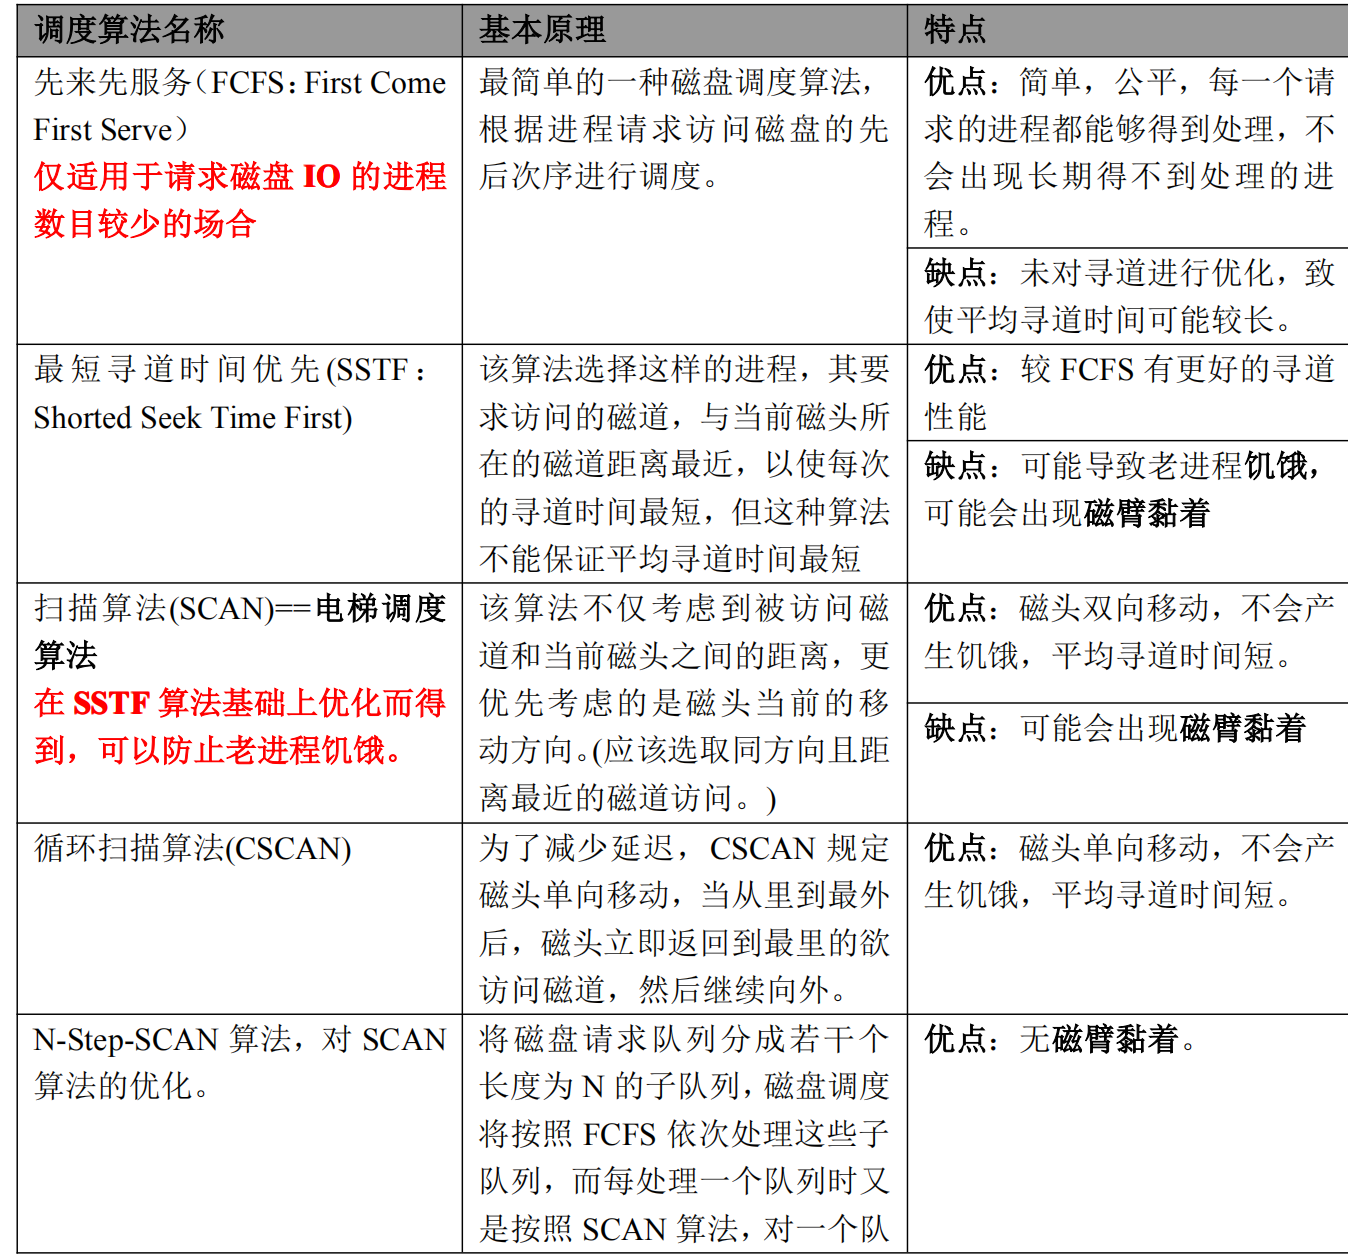 调度算法名称
基本原理
特点
先来先服务（FCFS：First Come
First Serve）
仅适用于请求磁盘 IO 的进程
数目较少的场合
最简单的一种磁盘调度算法，
根据进程请求访问磁盘的先
后次序进行调度。
优点：简单，公平，每一个请
求的进程都能够得到处理，不
会出现长期得不到处理的进
程。
缺点：未对寻道进行优化，致
使平均寻道时间可能较长。
最短寻道时间优先(SSTF：
Shorted Seek Time First)
该算法选择这样的进程，其要
求访问的磁道，与当前磁头所
在的磁道距离最近，以使每次
的寻道时间最短，但这种算法
不能保证平均寻道时间最短
优点：较 FCFS 有更好的寻道
性能
缺点：可能导致老进程饥饿，
可能会出现磁臂黏着
扫描算法(SCAN)==电梯调度
算法
在 SSTF 算法基础上优化而得
到，可以防止老进程饥饿。
该算法不仅考虑到被访问磁
道和当前磁头之间的距离，更
优先考虑的是磁头当前的移
动方向。(应该选取同方向且距
离最近的磁道访问。)
优点：磁头双向移动，不会产
生饥饿，平均寻道时间短。
缺点：可能会出现磁臂黏着
循环扫描算法(CSCAN)
为了减少延迟，CSCAN 规定
磁头单向移动，当从里到最外
后，磁头立即返回到最里的欲
访问磁道，然后继续向外。
优点：磁头单向移动，不会产
生饥饿，平均寻道时间短。
N-Step-SCAN 算法，对 SCAN
算法的优化。
将磁盘请求队列分成若干个
长度为 N 的子队列，磁盘调度
将按照 FCFS 依次处理这些子
队列，而每处理一个队列时又
是按照 SCAN 算法，对一个队
优点：无磁臂黏着。